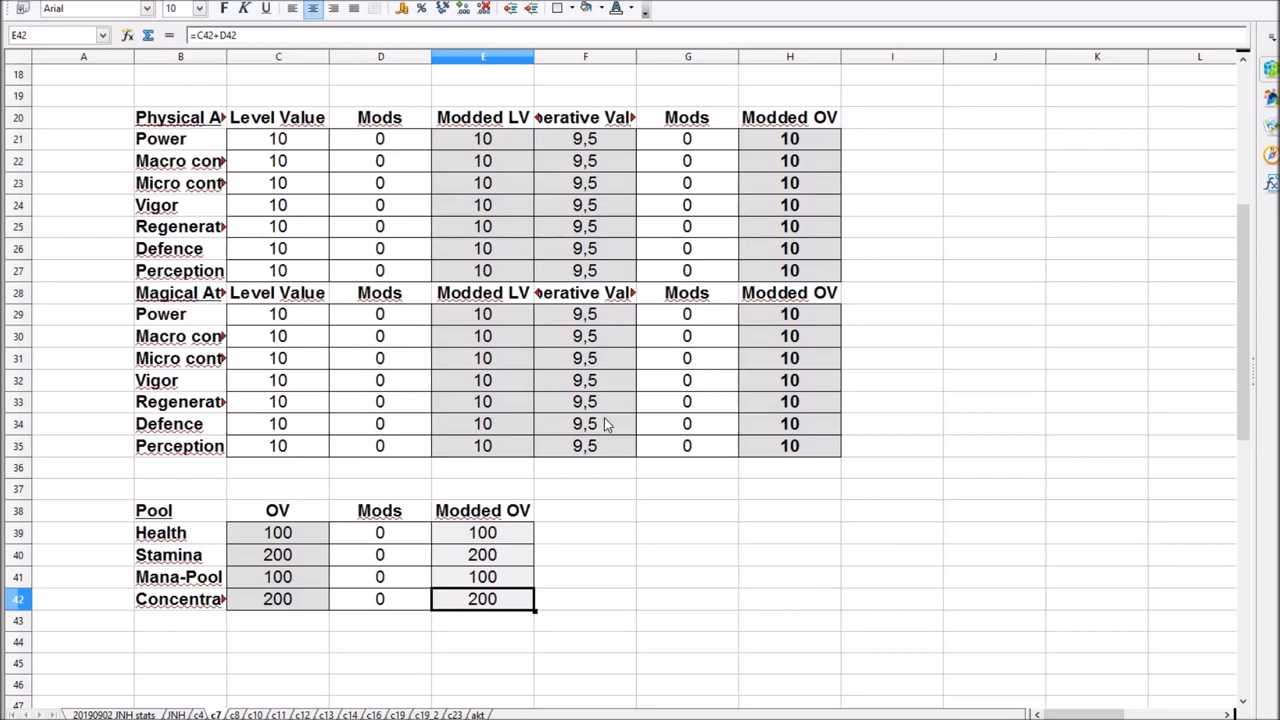 Arial 10
E42 =C42+D42
A B C D E F G H I J K L
18
19
20 Physical A Level Value Mods Modded LV erative Val Mods Modded OV
21 Power 10 0 10 9,5 0 10
22 Macro con 10 0 10 9,5 0 10
23 Micro cont 10 0 10 9,5 0 10
24 Vigor 10 0 10 9,5 0 10
25 Regenerat 10 0 10 9,5 0 10
26 Defence 10 0 10 9,5 0 10
27 Perception 10 0 10 9,5 0 10
28 Magical At Level Value Mods Modded LV erative Val Mods Modded OV
29 Power 10 0 10 9,5 0 10
30 Macro con 10 0 10 9,5 0 10
31 Micro cont 10 0 10 9,5 0 10
32 Vigor 10 0 10 9,5 0 10
33 Regenerat 10 0 10 9,5 0 10
34 Defence 10 0 10 9,5 0 10
35 Perception 10 0 10 9,5 0 10
36
37
38 Pool OV Mods Modded OV
39 Health 100 0 100
40 Stamina 200 0 200
41 Mana-Pool 100 0 100
42 Concentra 200 0 200
43
44
45
46
47
20190902 JNH stats JNH c4 c7 c8 c10 c11 c12 c13 c14 c16 c19 c19_2 c23 akt